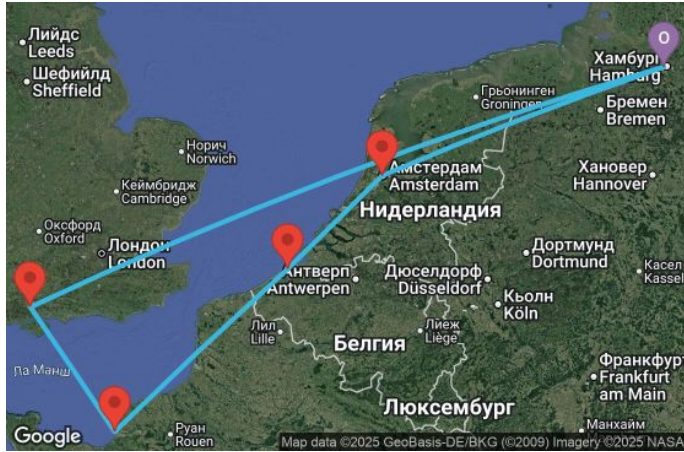 Лийдс
Leeds
Шефийлд
Sheffield
О
Хамбург
Hamburg
Грьонинген
Groningen
Бремен
Bremen
Норич
Norwich
Амстердам
Amsterdam
Хановер
Hannover
Кеймбридж
Cambridge
Нидерландия
Оксфорд
Oxford
Лондон
London
Дортмунд
Dortmund
Антверп
Antwerpen
Дюселдорф
Düsseldorf
Касел
Kassel
Кьолн
Köln
Лил
Lille
Лиеж
Liège
Белгия
Ла Манш
Франкфурт
Frankfurt
am Main
Люксембург
Руан
Rouen
Манхайм
Google
Map data ©2025 GeoBasis-DE/BKG (©2009) Imagery ©2025 NASA